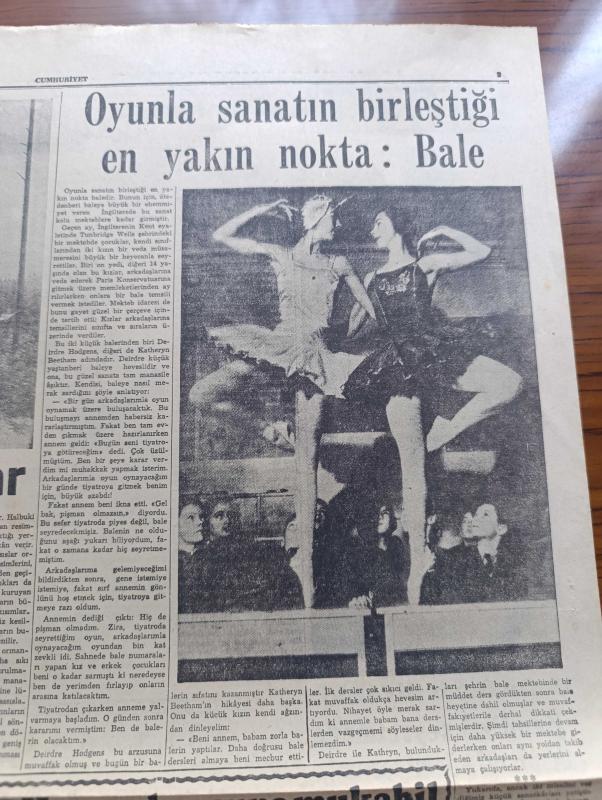 CUMHURİYET
Oyunla sanatın birleştiği
en yakın nokta: Bale
Oyunla sanatın birleştiği en ya-
kın nokta baledir. Bunun için, öte-
denberi baleye büyük bir ehemmi-
yet veren İngilterede bu sanat
kolu mekteblere kadar girmiştir.
Geçen ay, İngilterenin Kent eya-
letinde Tunbridge Wells şehrindeki
bir mektebde çocuklar, kendi sınıf-
larından iki kızın bir veda müsa-
meresini büyük bir heyecanla sey-
rettiler. Biri on yedi, diğeri 14 ya-
şında olan bu kızlar, arkadaşlarına
veda ederek Paris Konservatuarına
gitmek üzere memleketlerinden ay
rılırlarken onlara bir bale temsili
vermek istediler. Mekteb idaresi de
bunu gayet güzel bir çerçeve için-
de tertib etti: Kızlar arkadaşlarına
temsillerini sınıfta ve sıraların ü-
zerinde verdiler.
Bu iki küçük balerinden biri De-
irdre Hodgens, diğeri de Katheryn
Beetham adındadır. Deirdre küçük
yaştanberi baleye heveslidir ve
ona, bu güzel sanata tam manasile
âşıktır. Kendisi, baleye nasıl me-
rak sardığını şöyle anlatıyor:
— «Bir gün arkadaşlarımla oyun
oynamak üzere buluşacaktık. Bu
buluşmayı annemden habersiz ka-
rarlaştırmıştım. Fakat ben tam ev-
den çıkmak üzere hazırlanırken
annem geldi: «Bugün seni tiyatro-
ya götüreceğim» dedi. Çok üzül-
müştüm. Ben bir şeye karar ver-
dim mi muhakkak yapmak isterim.
Arkadaşlarımla oyun oynayacağım
bir günde tiyatroya gitmek benim
için, büyük azabdı!
Fakat annem beni ikna etti. «Gel
bak, pişman olmazsın,» diyordu.
Bu sefer tiyatroda piyes değil, bale
seyredecekmişiz. Balenin ne oldu-
ğunu aşağı yukarı biliyordum, fa-
kat o zamana kadar hiç seyretme-
miştim.
Arkadaşlarıma gelemiyeceğimi
bildirdikten sonra, gene istemiye
istemiye, fakat sırf annemin gön-
lünü hoş etmek için, tiyatroya git-
meye razı oldum.
Annemin dediği çıktı: Hiç de
pişman olmadım. Zira, tiyatroda
seyrettiğim oyun, arkadaşlarımla
oynayacağım oyundan bin kat
zevkli idi. Sahnede bale numarala-
rı yapan kız ve erkek çocukları
beni o kadar sarmıştı ki neredeyse
ben de yerimden fırlayıp onların
arasına katılacaktım.
Tiyatrodan çıkarken anneme yal-
varmaya başladım. O günden sonra
kararımı vermiştim: Ben de bale-
rin olacaktım.»
Deirdre Hodgens bu arzusuna
muvaffak olmuş ve bugün bir ba-
lerin sıfatını kazanmıştır Katheryn
Beetham'ın hikâyesi daha başka.
Onu da küçük kızın kendi ağzın-
dan dinleyelim:
— «Beni annem, babam zorla ba-
lerin yaptılar. Daha doğrusu bale
dersleri almaya beni mecbur etti-
ler. İlk dersler çok sıkıcı geldi. Fa-
kat muvaffak oldukça hevesim ar-
tıyordu. Nihayet öyle merak sar-
dım ki annemle babam bana ders-
lerden vazgeçmemi söyleseler din-
lemezdim.»
Deirdre ile Kathryn, bulunduk-
ları şehrin bale mektebinde bir
müddet ders gördükten sonra bale
heyetine dahil olmuşlar ve muvaf-
fakıyetlerile derhal dikkati çek-
mişlerdir. Şimdi tahsillerine devam
için daha yüksek bir mektebe gi-
derlerken onları aynı yoldan takib
eden arkadaşları da yerlerini al-
maya çalışıyorlar.
***